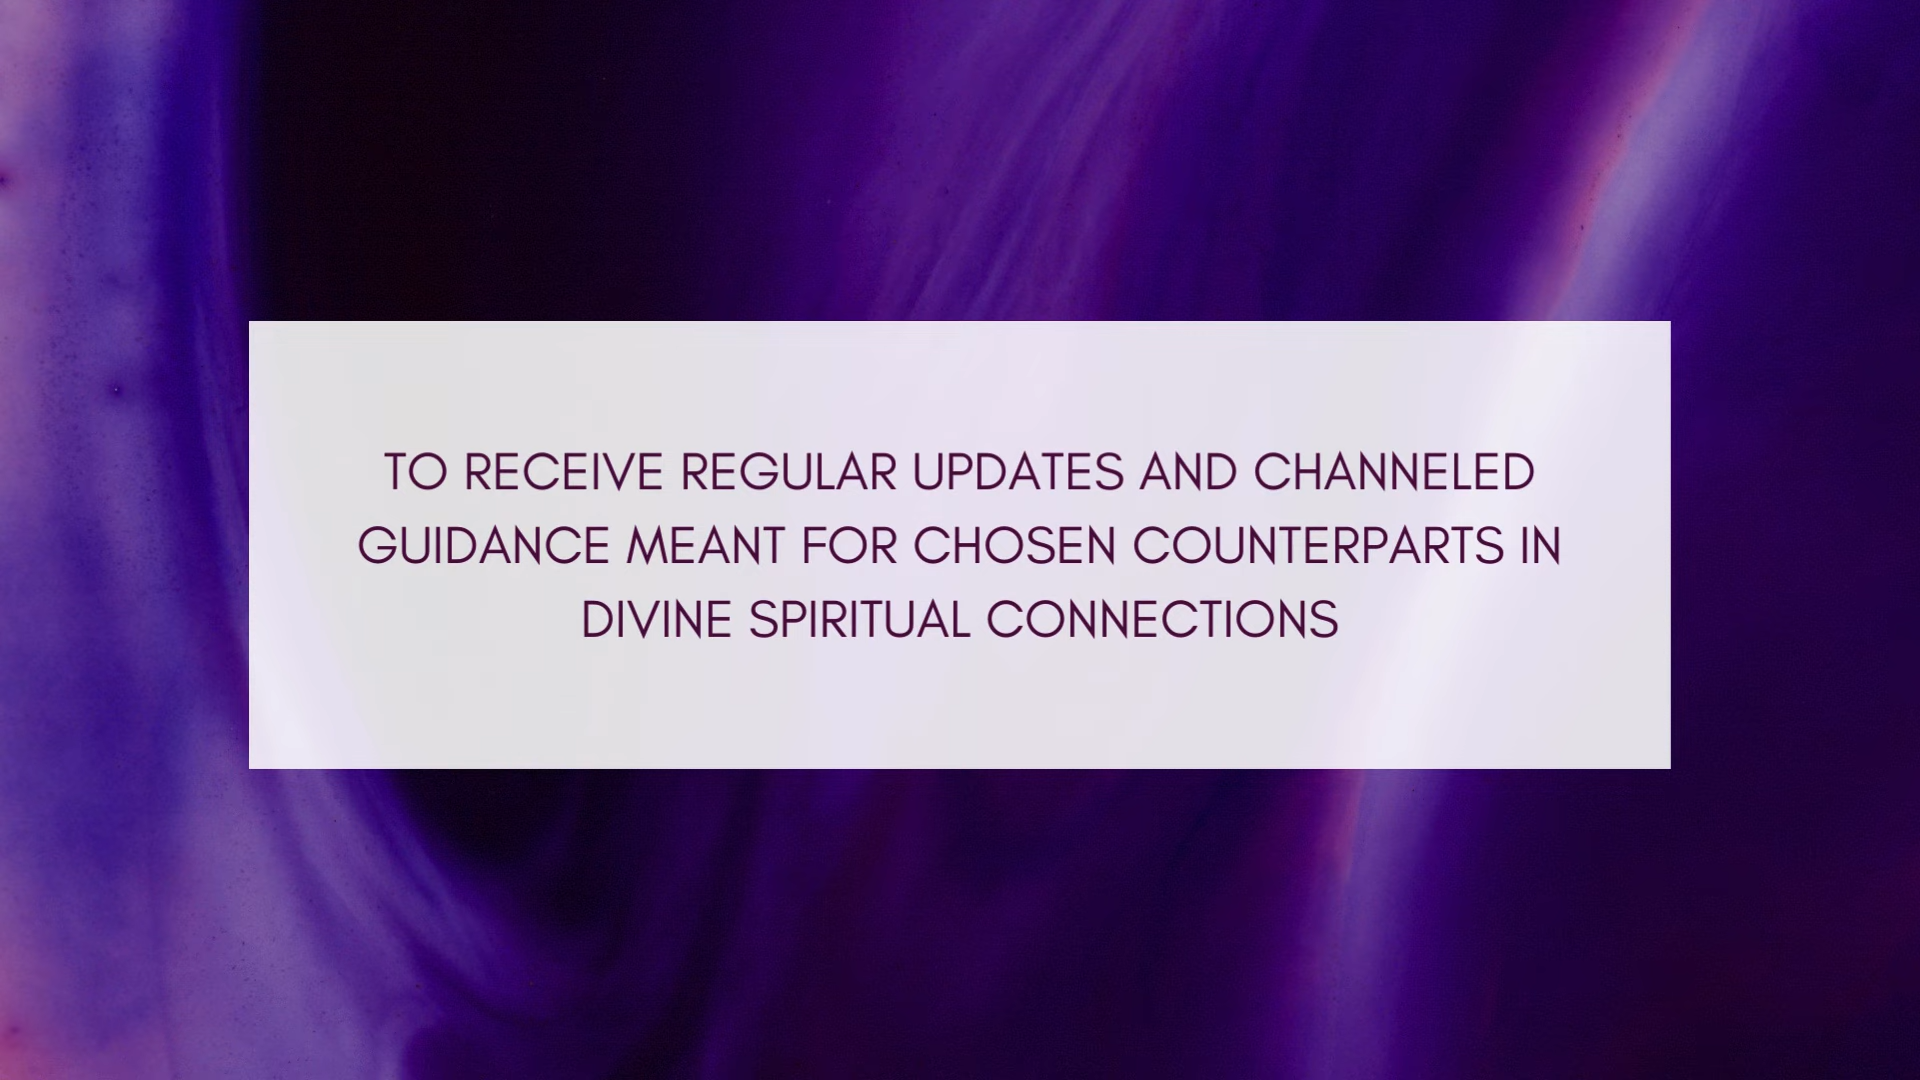 TO RECEIVE REGULAR UPDATES AND CHANNELED
GUIDANCE MEANT FOR CHOSEN COUNTERPARTS IN
DIVINE SPIRITUAL CONNECTIONS